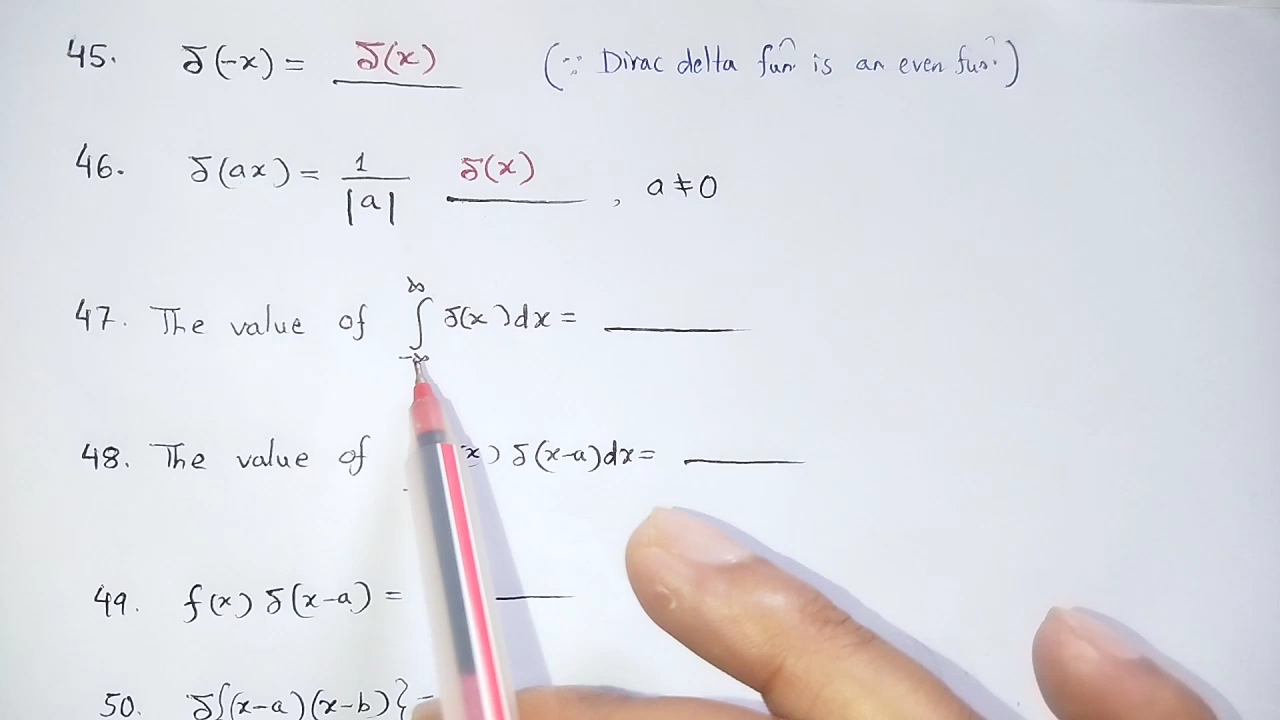 45. δ(-x) = δ(x) (∵ Dirac delta fun̂. is an even fun̂.)
46. δ(ax) = 1/|a| δ(x), a ≠ 0
47. The value of ∫_{-∞}^{∞} δ(x) dx = ____
48. The value of x) δ(x-a) dx = ____
49. f(x) δ(x-a) = ____
50. δ{(x-a)(x-b)} =